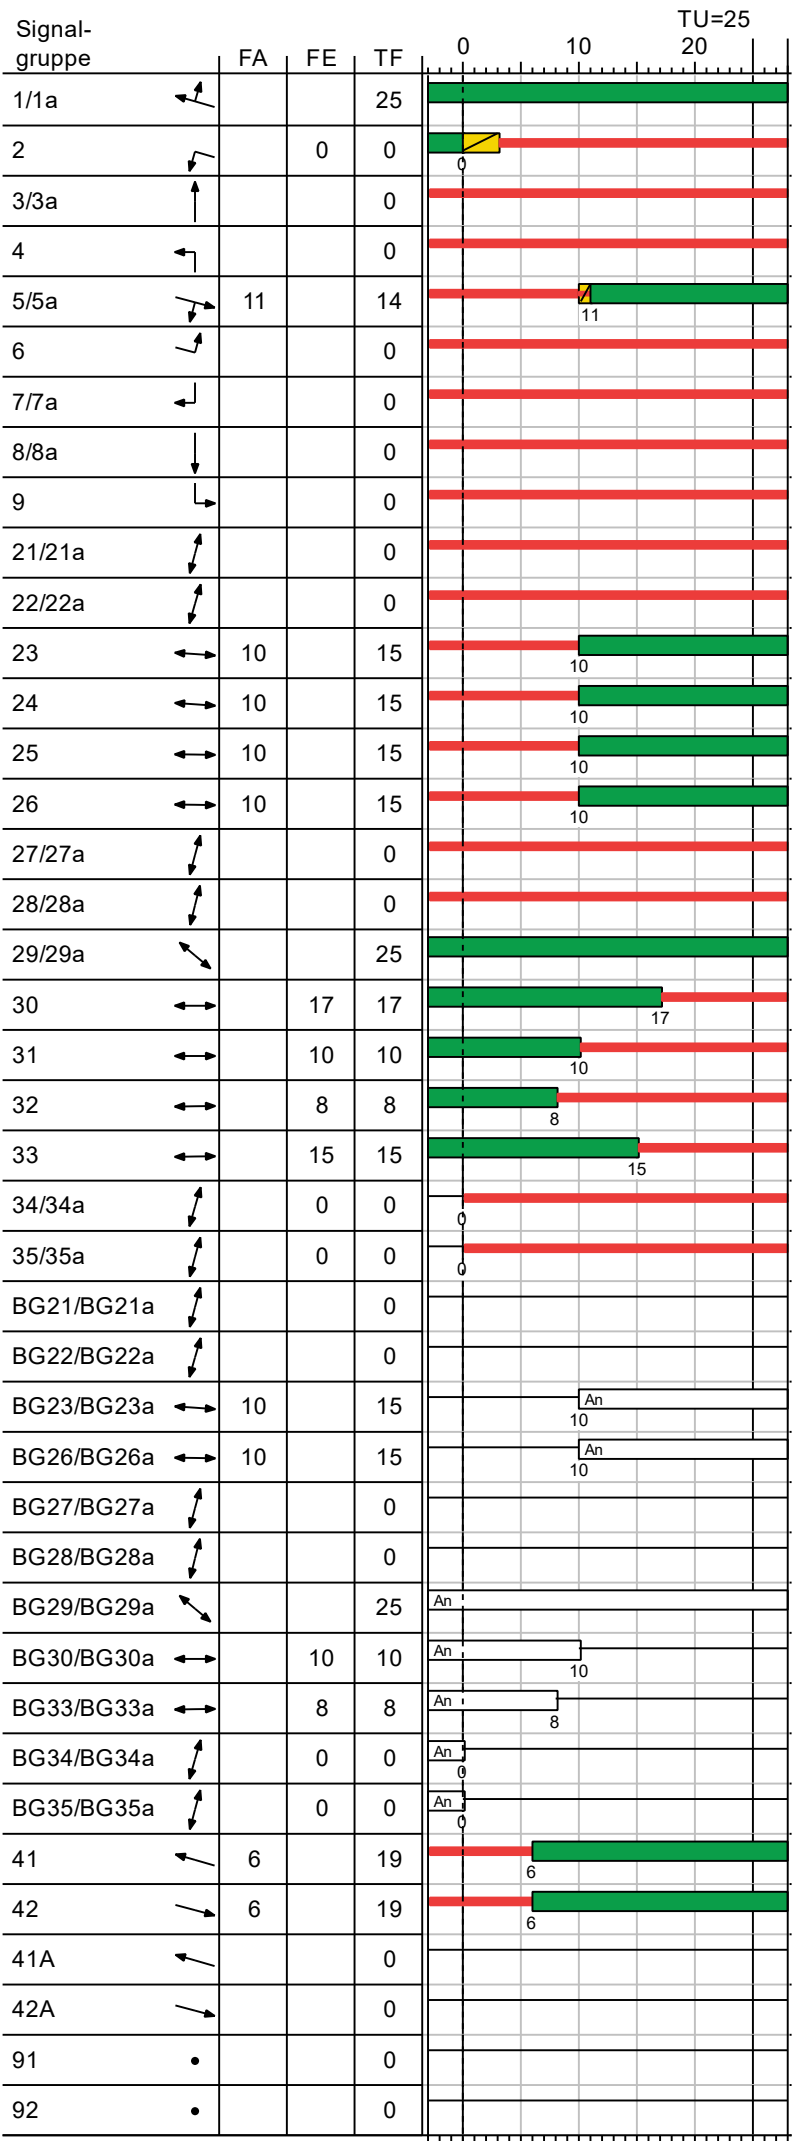 TU=25
Signal-
gruppe FA FE TF 0 10 20
1/1a 25
2 0 0 0
3/3a 0
4 0
5/5a 11 14 11
6 0
7/7a 0
8/8a 0
9 0
21/21a 0
22/22a 0
23 10 15 10
24 10 15 10
25 10 15 10
26 10 15 10
27/27a 0
28/28a 0
29/29a 25
30 17 17 17
31 10 10 10
32 8 8 8
33 15 15 15
34/34a 0 0 0
35/35a 0 0 0
BG21/BG21a 0
BG22/BG22a 0
BG23/BG23a 10 15 An 10
BG26/BG26a 10 15 An 10
BG27/BG27a 0
BG28/BG28a 0
BG29/BG29a 25 An
BG30/BG30a 10 10 An 10
BG33/BG33a 8 8 An 8
BG34/BG34a 0 0 An 0
BG35/BG35a 0 0 An 0
41 6 19 6
42 6 19 6
41A 0
42A 0
91 0
92 0